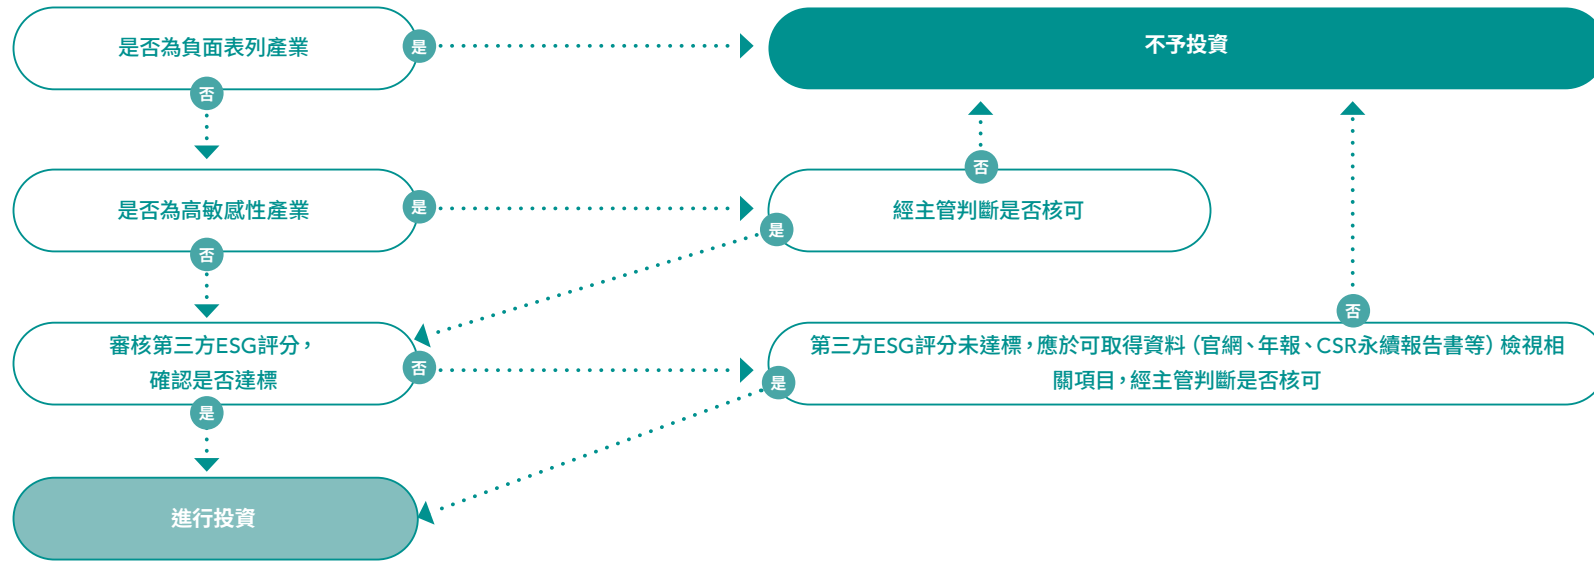 是否為負面表列產業
是
不予投資
否
是否為高敏感性產業
是
經主管判斷是否核可
否
是
否
審核第三方ESG評分，
確認是否達標
否
第三方ESG評分未達標，應於可取得資料（官網、年報、CSR永續報告書等）檢視相
關項目，經主管判斷是否核可
否
是
是
進行投資